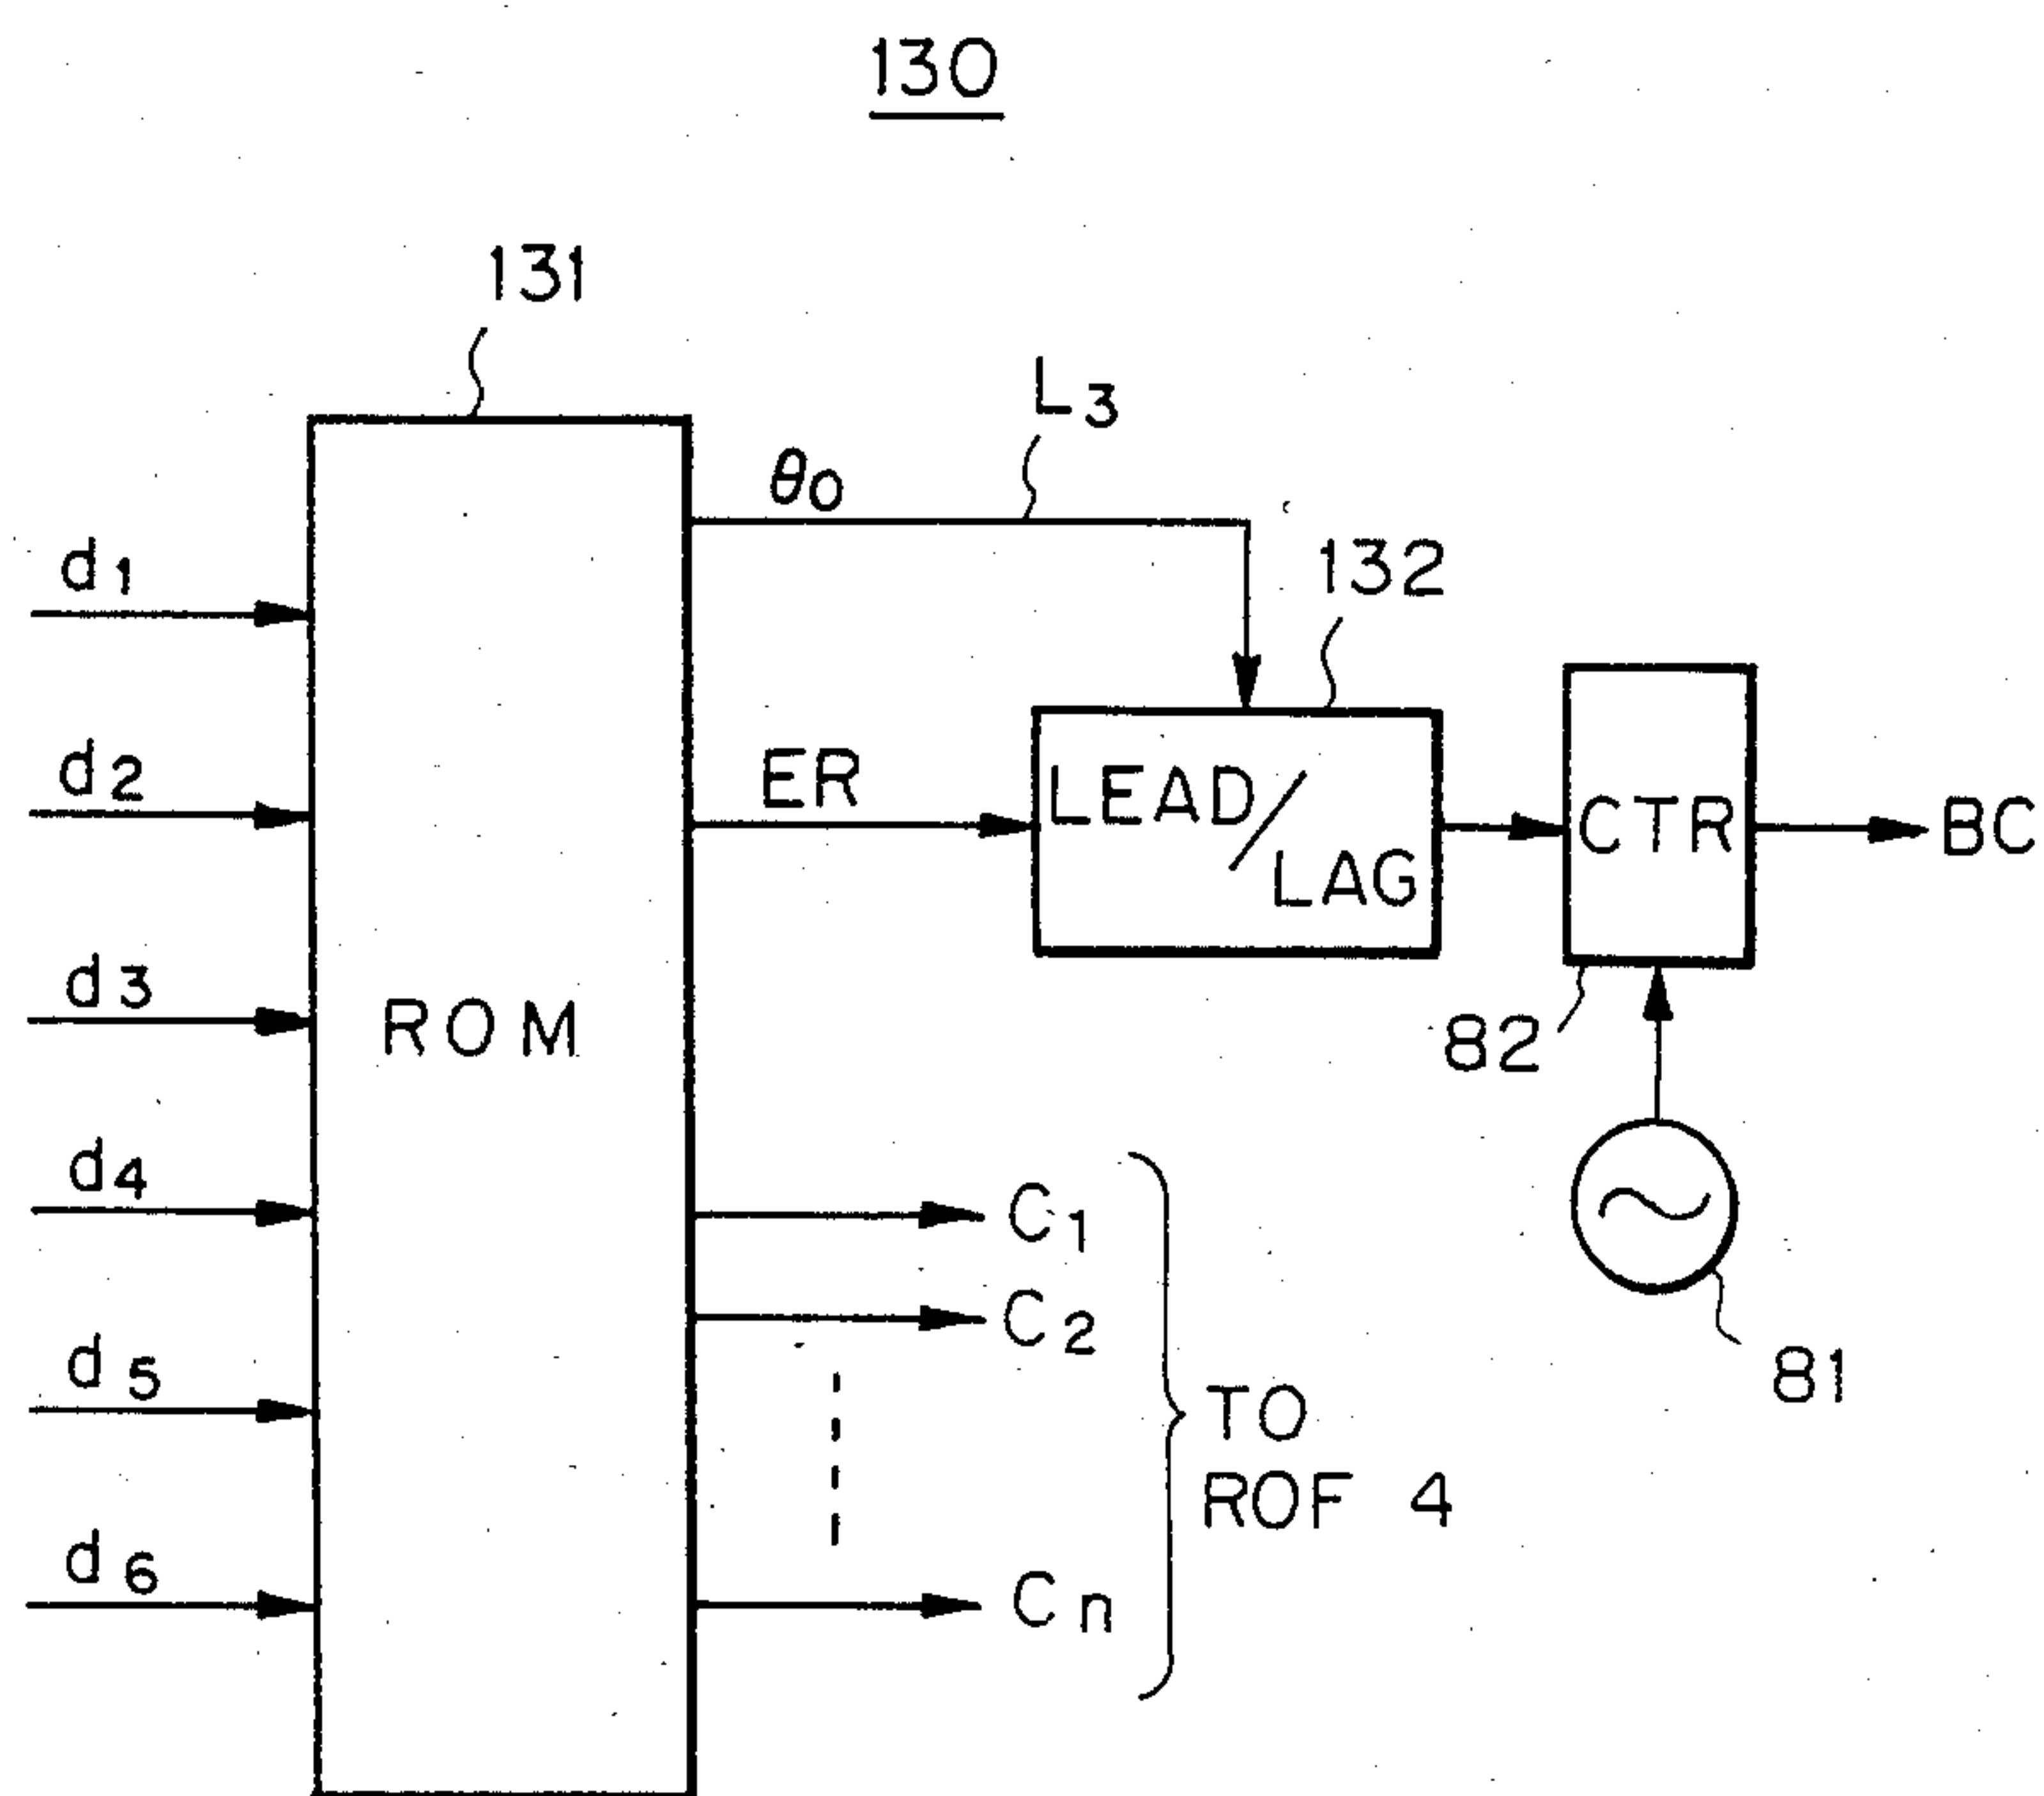 130
131
L3
θ0
132
d1
d2
ER
LEAD/
LAG
CTR
BC
d3
ROM
82
d4
C1
C2
d5
81
TO
ROF 4
d6
Cn